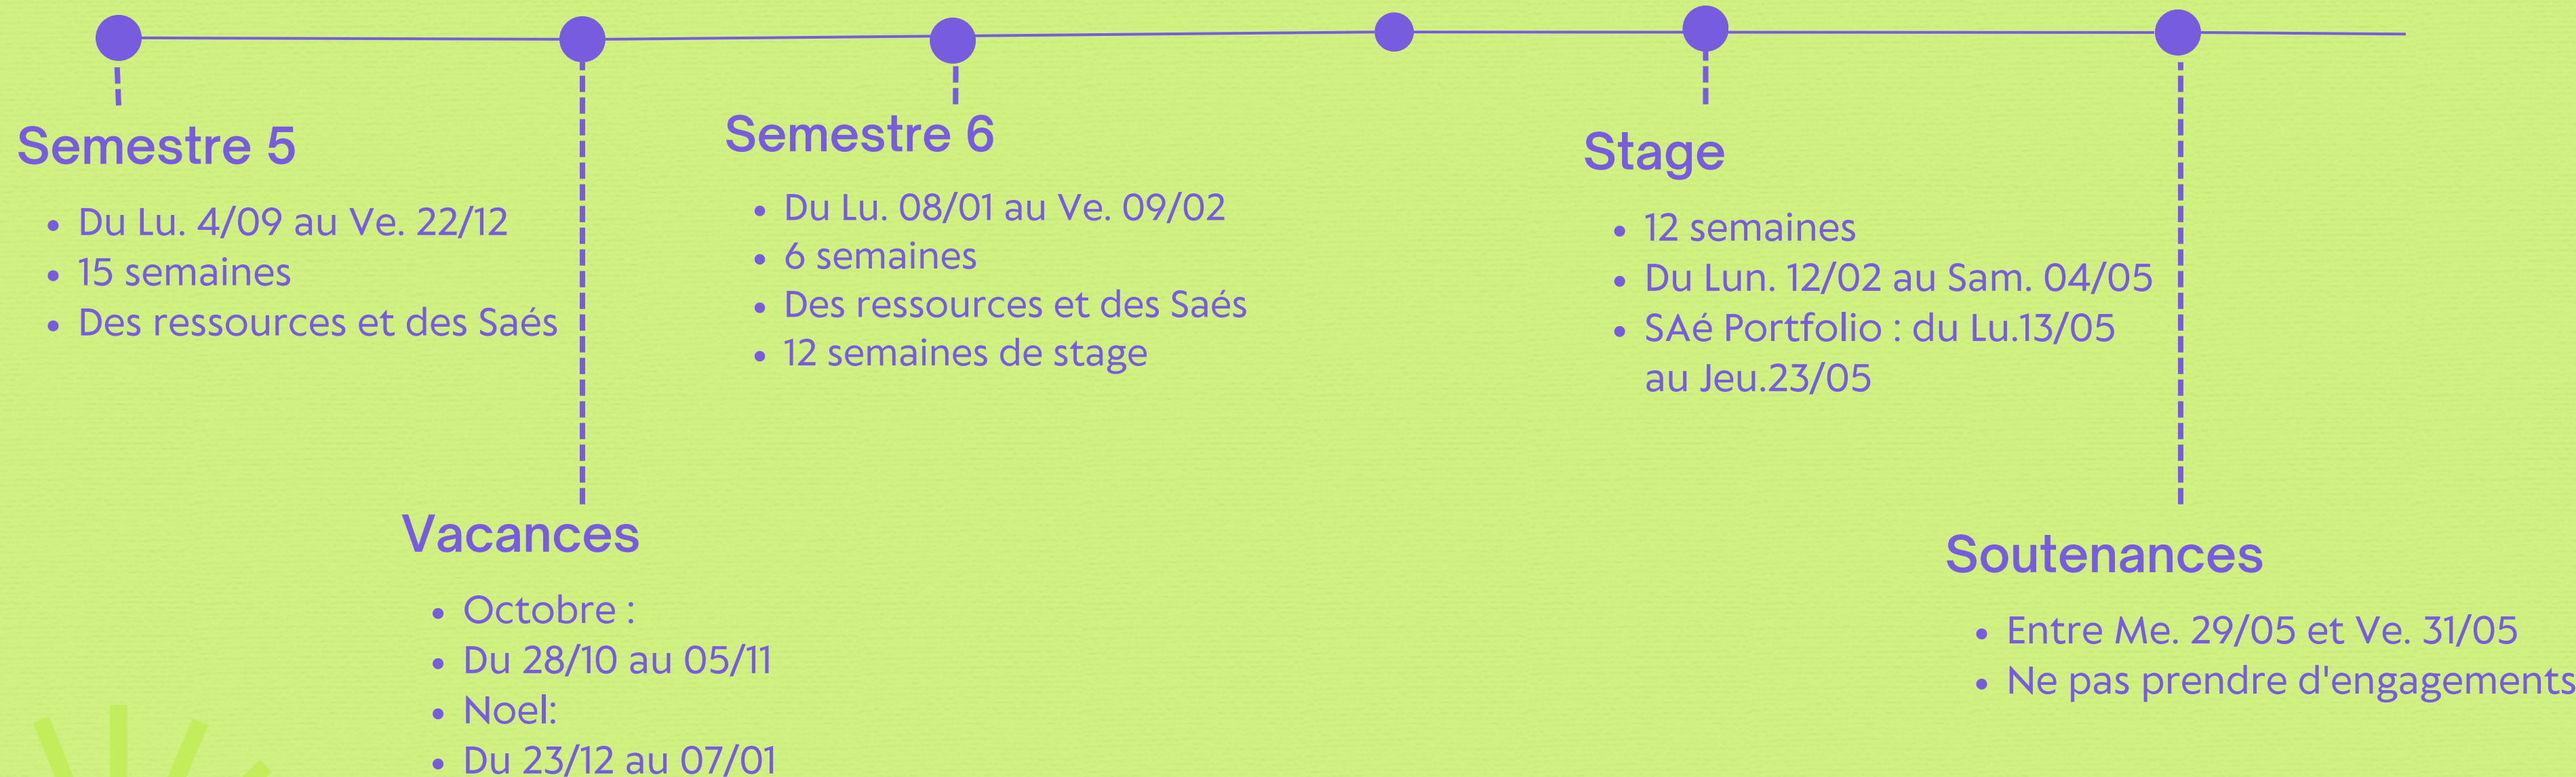 Semestre 5
• Du Lu. 4/09 au Ve. 22/12
• 15 semaines
• Des ressources et des Saés
Vacances
• Octobre :
• Du 28/10 au 05/11
• Noel:
• Du 23/12 au 07/01
Semestre 6
• Du Lu. 08/01 au Ve. 09/02
• 6 semaines
• Des ressources et des Saés
• 12 semaines de stage
Stage
• 12 semaines
• Du Lun. 12/02 au Sam. 04/05
• SAé Portfolio : du Lu.13/05
au Jeu.23/05
Soutenances
• Entre Me. 29/05 et Ve. 31/05
• Ne pas prendre d'engagements